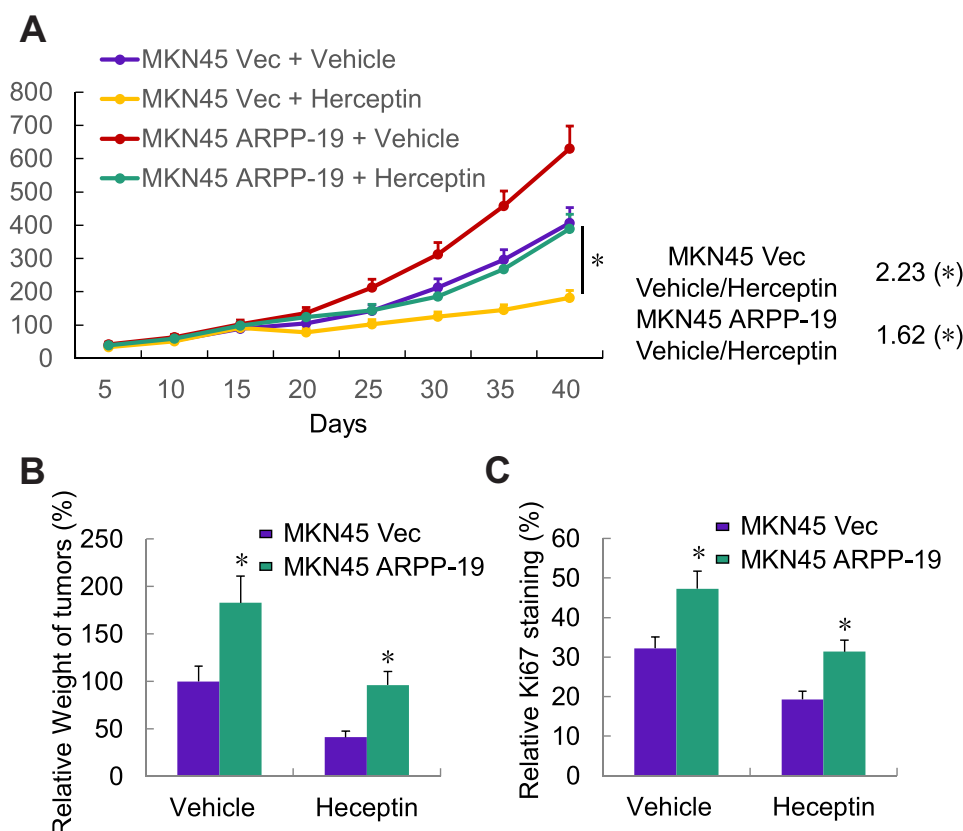 A
MKN45 Vec + Vehicle
MKN45 Vec + Herceptin
MKN45 ARPP-19 + Vehicle
MKN45 ARPP-19 + Herceptin
800
700
600
500
400
300
200
100
0
5 10 15 20 25 30 35 40
Days
*
MKN45 Vec
Vehicle/Herceptin 2.23 (*)
MKN45 ARPP-19
Vehicle/Herceptin 1.62 (*)
B
Relative Weight of tumors (%)
MKN45 Vec
MKN45 ARPP-19
250
200
150
100
50
0
*
*
Vehicle Heceptin
C
Relative Ki67 staining (%)
MKN45 Vec
MKN45 ARPP-19
60
50
40
30
20
10
0
*
*
Vehicle Heceptin